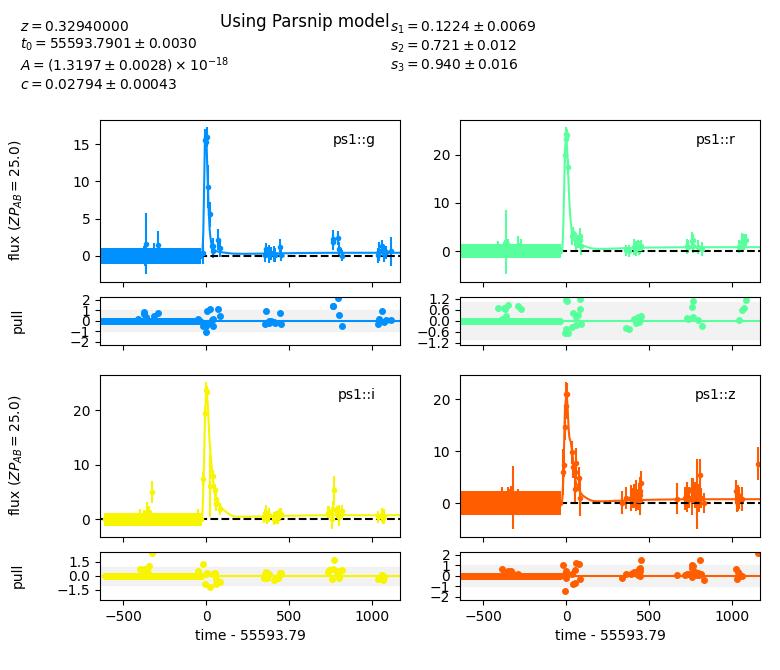 Using Parsnip model
z = 0.32940000
t₀ = 55593.7901 ± 0.0030
A = (1.3197 ± 0.0028) × 10⁻¹⁸
c = 0.02794 ± 0.00043
s₁ = 0.1224 ± 0.0069
s₂ = 0.721 ± 0.012
s₃ = 0.940 ± 0.016
flux (ZP_AB = 25.0)
15
10
5
0
ps1::g
20
10
0
ps1::r
pull
2
1
0
−1
−2
1.2
0.6
0.0
−0.6
−1.2
flux (ZP_AB = 25.0)
20
10
0
ps1::i
20
10
0
ps1::z
pull
1.5
0.0
−1.5
2
1
0
−1
−2
−500 0 500 1000
−500 0 500 1000
time - 55593.79
time - 55593.79